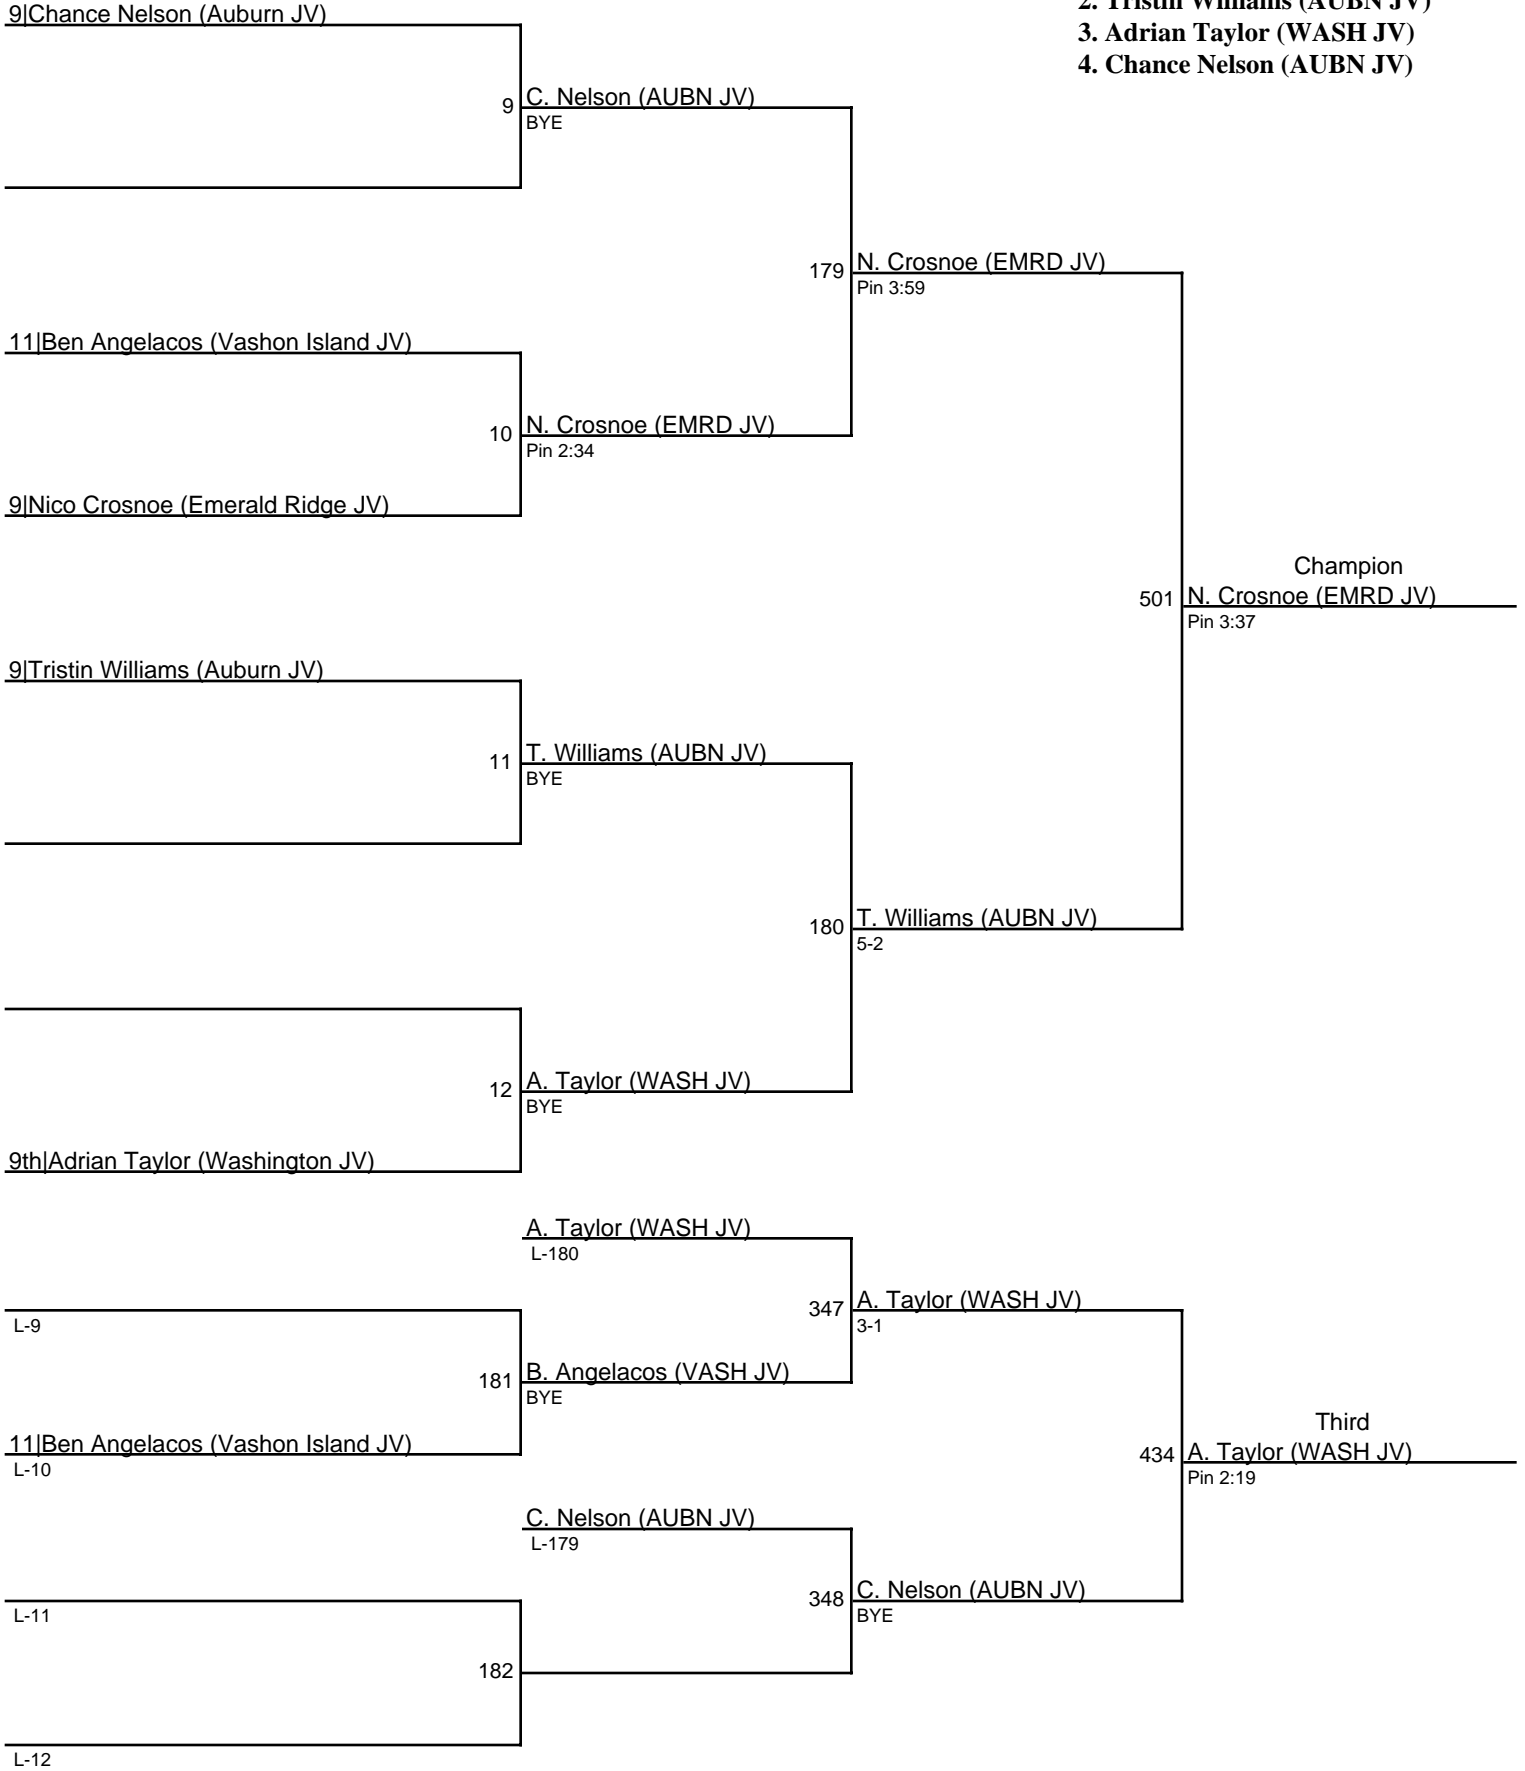 9|Chance Nelson (Auburn JV)
2. Tristin Williams (AUBN JV)
3. Adrian Taylor (WASH JV)
4. Chance Nelson (AUBN JV)
9
C. Nelson (AUBN JV)
BYE
179
N. Crosnoe (EMRD JV)
Pin 3:59
11|Ben Angelacos (Vashon Island JV)
10
N. Crosnoe (EMRD JV)
Pin 2:34
9|Nico Crosnoe (Emerald Ridge JV)
Champion
501
N. Crosnoe (EMRD JV)
Pin 3:37
9|Tristin Williams (Auburn JV)
11
T. Williams (AUBN JV)
BYE
180
T. Williams (AUBN JV)
5-2
12
A. Taylor (WASH JV)
BYE
9th|Adrian Taylor (Washington JV)
A. Taylor (WASH JV)
L-180
347
A. Taylor (WASH JV)
3-1
L-9
181
B. Angelacos (VASH JV)
BYE
11|Ben Angelacos (Vashon Island JV)
L-10
Third
434
A. Taylor (WASH JV)
Pin 2:19
C. Nelson (AUBN JV)
L-179
348
C. Nelson (AUBN JV)
BYE
L-11
182
L-12